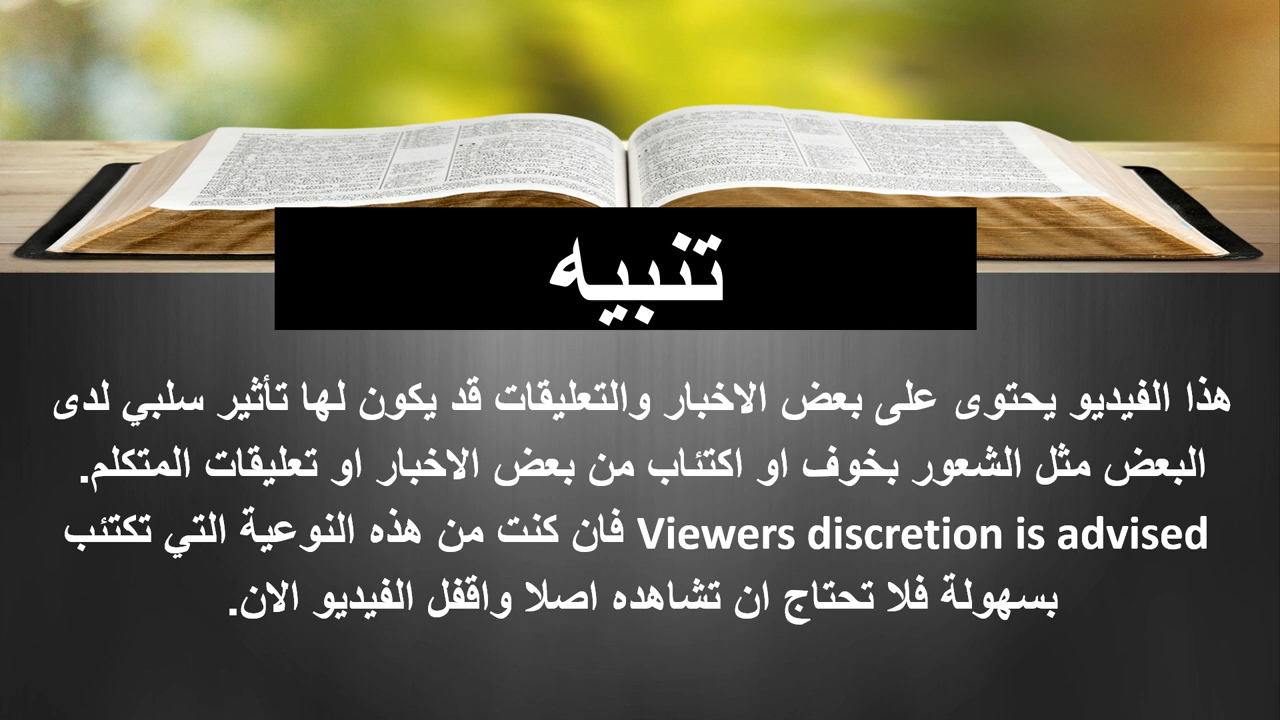 تنبيه
هذا الفيديو يحتوى على بعض الاخبار والتعليقات قد يكون لها تأثير سلبي لدى
البعض مثل الشعور بخوف او اكتئاب من بعض الاخبار او تعليقات المتكلم.
Viewers discretion is advised فان كنت من هذه النوعية التي تكتئب
بسهولة فلا تحتاج ان تشاهده اصلا واقفل الفيديو الان.